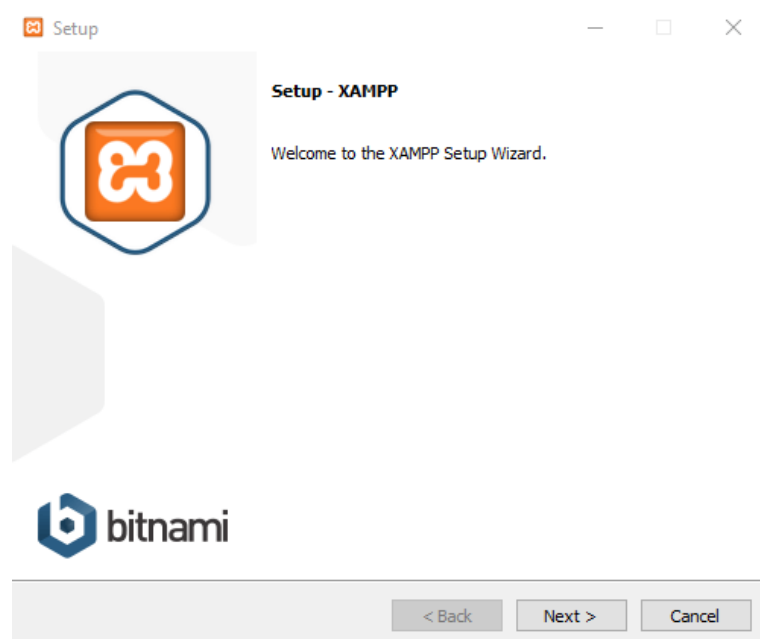 Setup
Setup - XAMPP
Welcome to the XAMPP Setup Wizard.
bitnami
< Back
Next >
Cancel